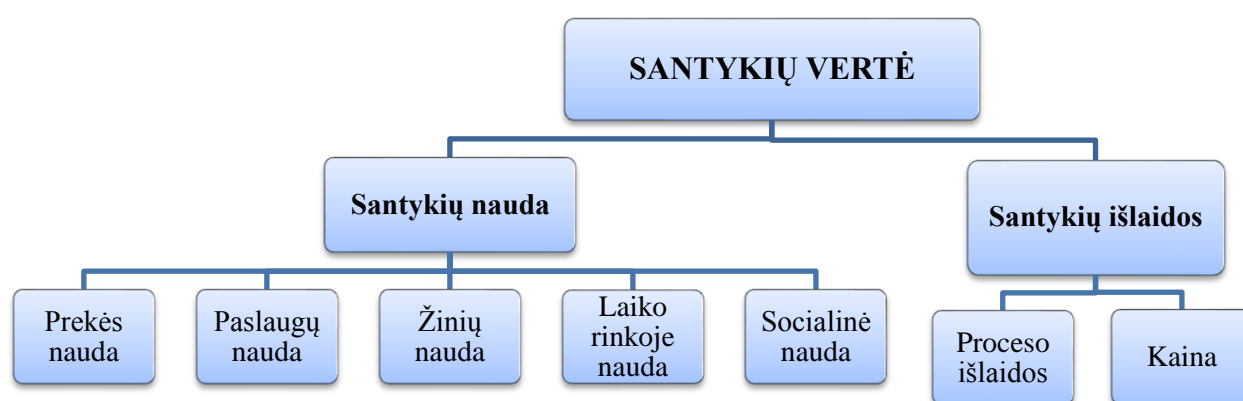 SANTYKIŲ VERTĖ
Santykių nauda
Santykių išlaidos
Prekės
nauda
Paslaugų
nauda
Žinių
nauda
Laiko
rinkoje
nauda
Socialinė
nauda
Proceso
išlaidos
Kaina